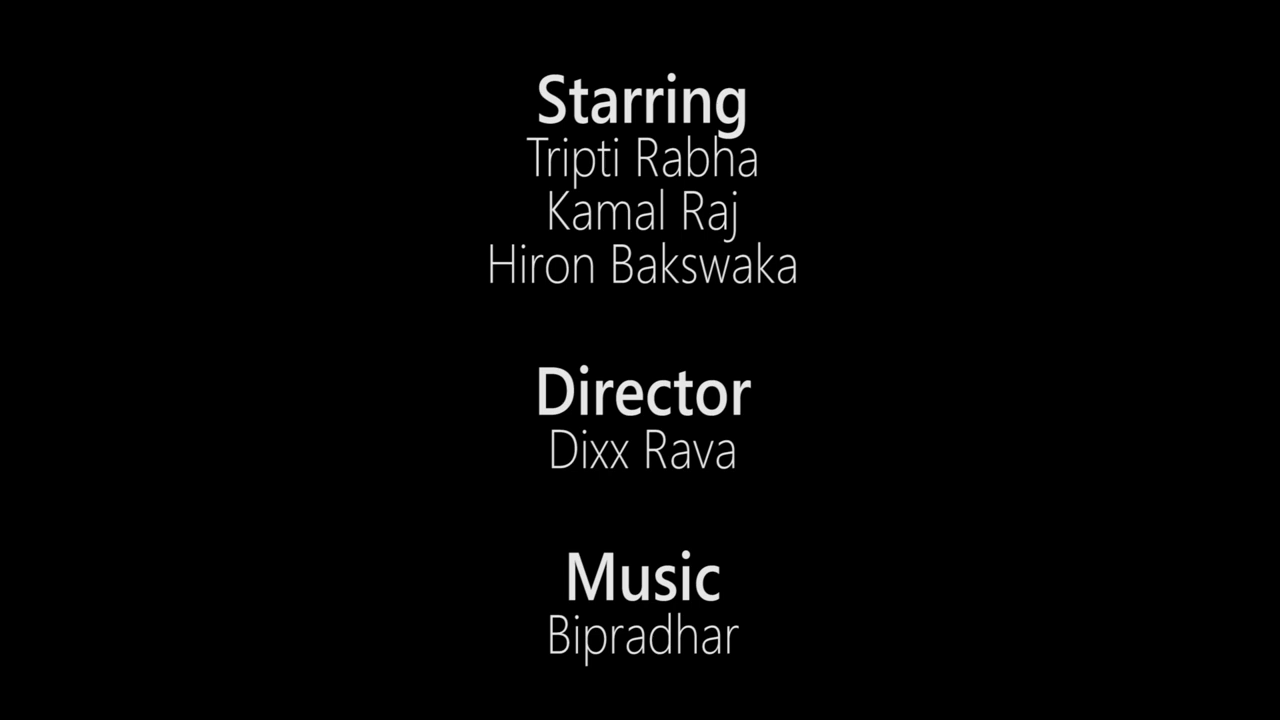 Starring
Tripti Rabha
Kamal Raj
Hiron Bakswaka
Director
Dixx Rava
Music
Bipradhar